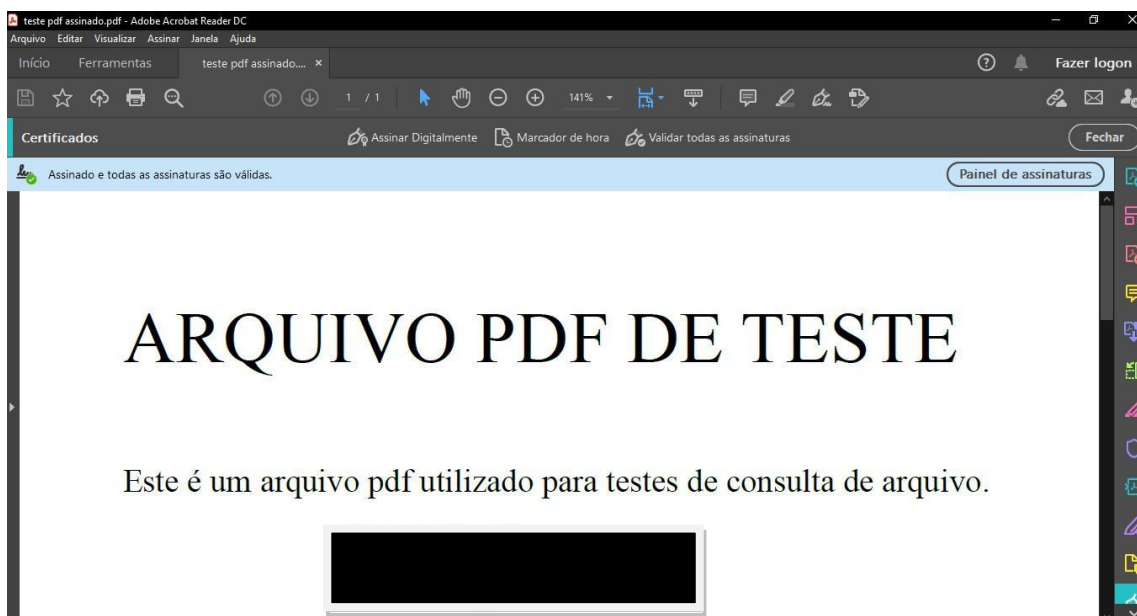 teste pdf assinado.pdf - Adobe Acrobat Reader DC
Arquivo Editar Visualizar Assinar Janela Ajuda
Início Ferramentas teste pdf assinado.... × Fazer logon
1 / 1 141%
Certificados Assinar Digitalmente Marcador de hora Validar todas as assinaturas Fechar
Assinado e todas as assinaturas são válidas. Painel de assinaturas
ARQUIVO PDF DE TESTE
Este é um arquivo pdf utilizado para testes de consulta de arquivo.